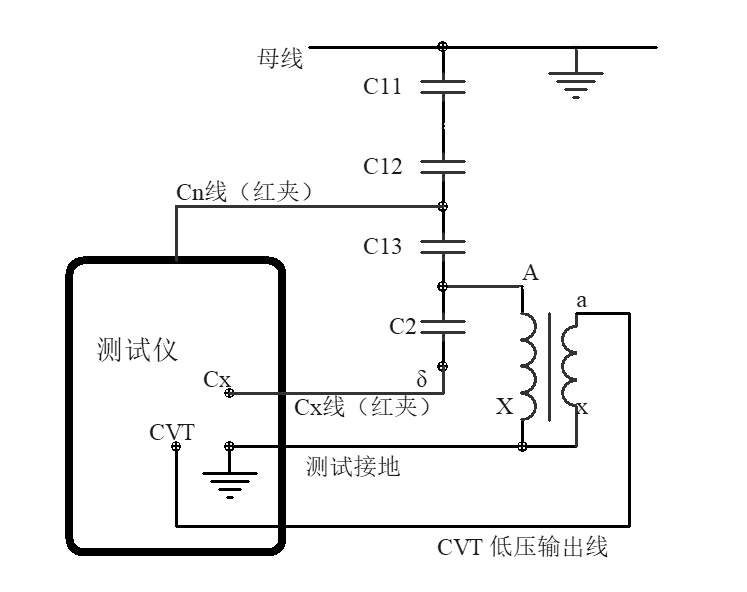 母线
C11
C12
Cn线（红夹）
C13
A
a
C2
测试仪
Cx
δ
Cx线（红夹）
X
x
CVT
测试接地
CVT 低压输出线